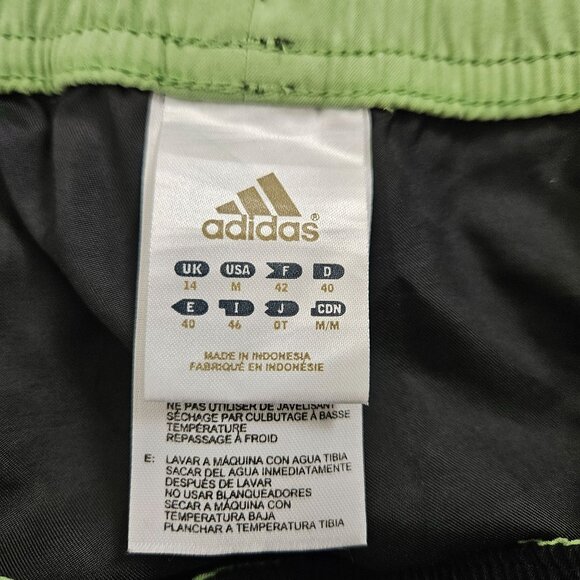 adidas®
UK USA F D
14 M 42 40
E I J CDN
40 46 OT M/M
MADE IN INDONESIA
FABRIQUÉ EN INDONÉSIE
NE PAS UTILISER DE JAVELISANT
SÉCHAGE PAR CULBUTAGE À BASSE
TEMPÉRATURE
REPASSAGE À FROID
E: LAVAR A MÁQUINA CON AGUA TIBIA
SACAR DEL AGUA INMEDIATAMENTE
DESPUÉS DE LAVAR
NO USAR BLANQUEADORES
SECAR A MÁQUINA CON
TEMPERATURA BAJA
PLANCHAR A TEMPERATURA TIBIA